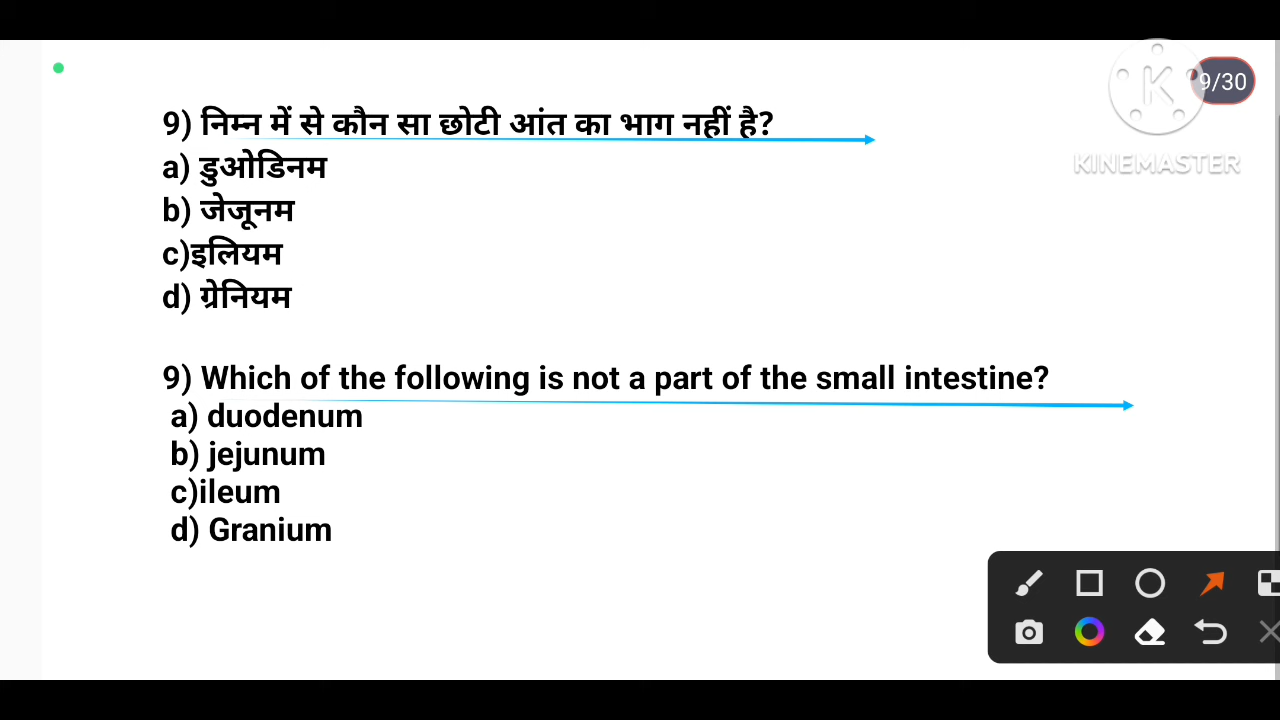 9/30
KINEMASTER
9) निम्न में से कौन सा छोटी आंत का भाग नहीं है?
a) डुओडिनम
b) जेजूनम
c)इलियम
d) ग्रेनियम
9) Which of the following is not a part of the small intestine?
a) duodenum
b) jejunum
c)ileum
d) Granium